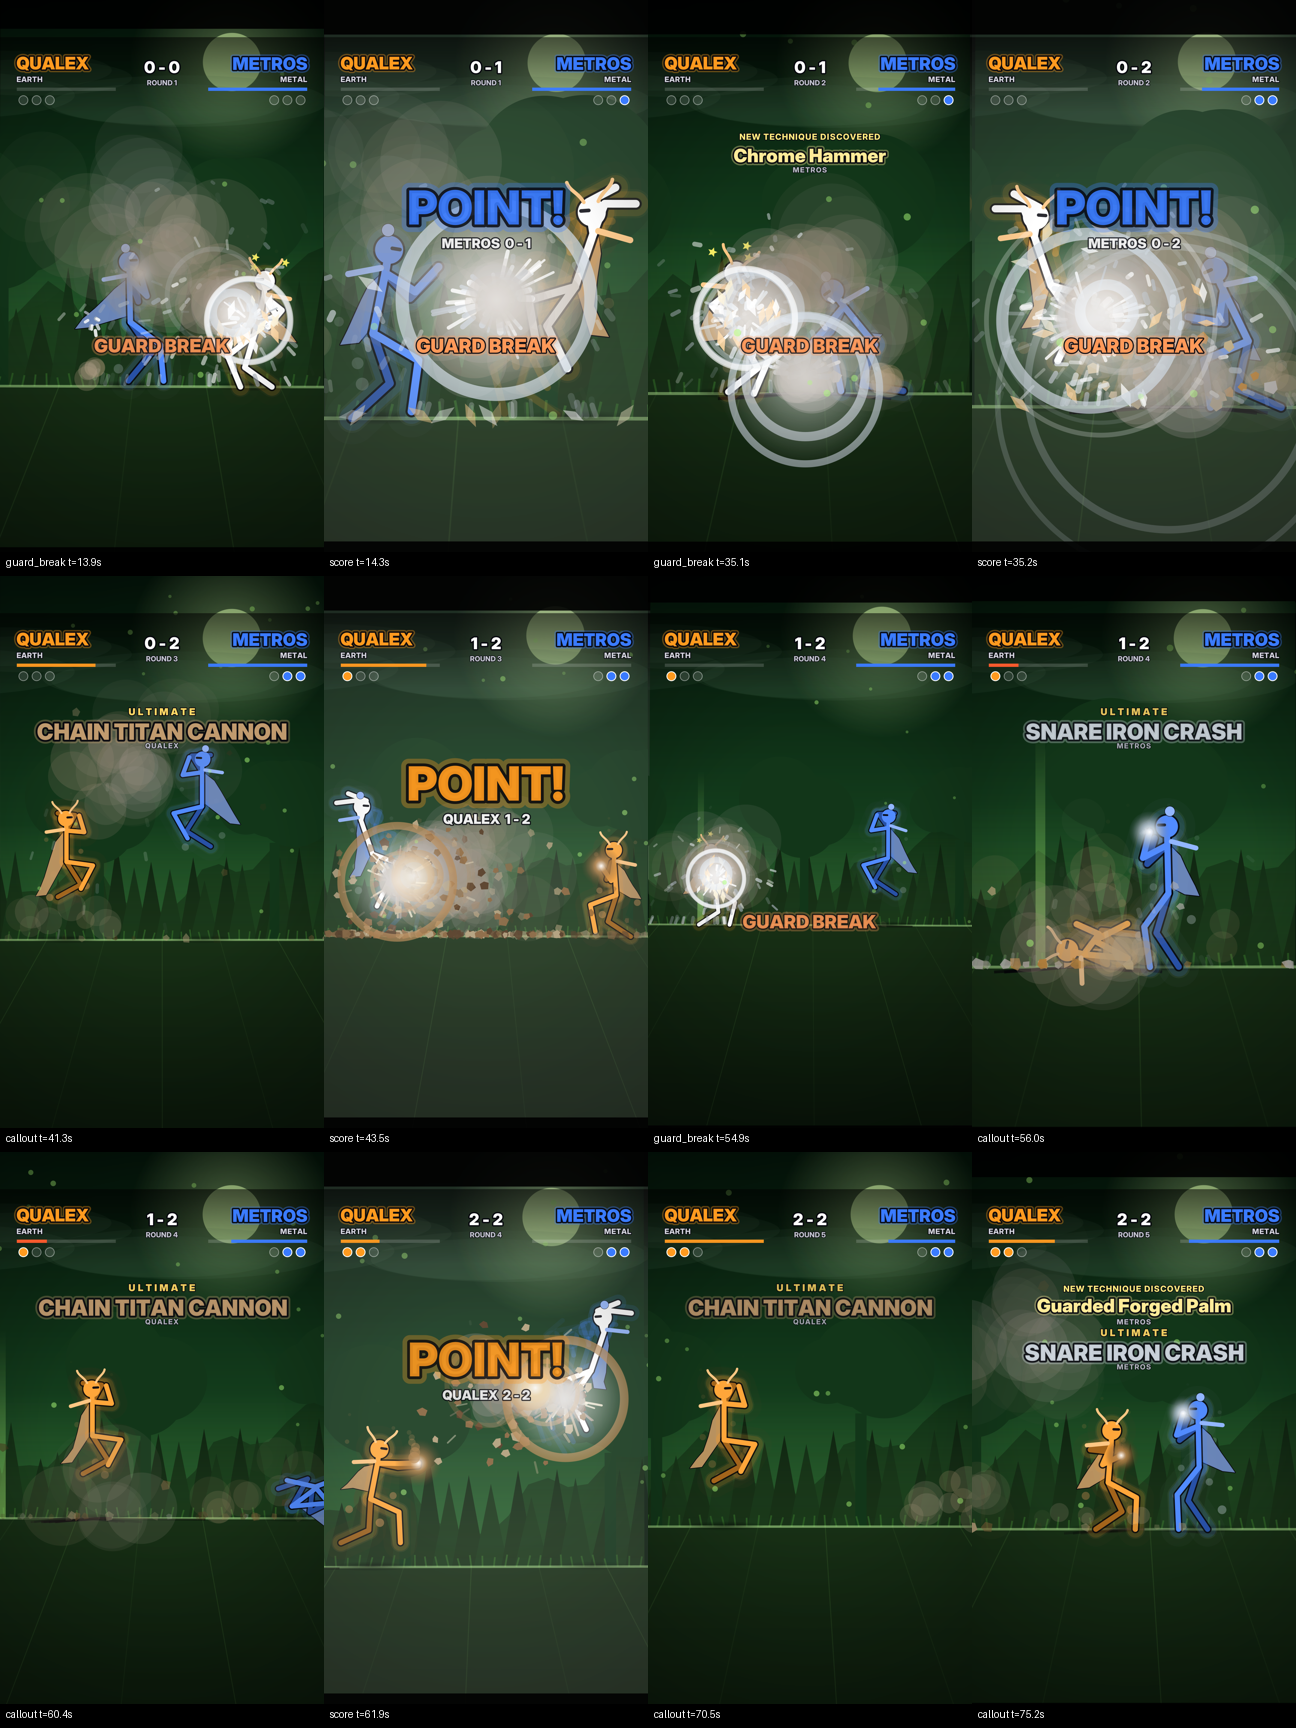 QUALEX 0-0 METROS
EARTH ROUND 1 METAL
GUARD BREAK
guard_break t=13.9s
QUALEX 0-1 METROS
EARTH ROUND 1 METAL
POINT!
METROS 0-1
GUARD BREAK
score t=14.3s
QUALEX 0-1 METROS
EARTH ROUND 2 METAL
NEW TECHNIQUE DISCOVERED
Chrome Hammer
METROS
GUARD BREAK
guard_break t=35.1s
QUALEX 0-2 METROS
EARTH ROUND 2 METAL
POINT!
METROS 0-2
GUARD BREAK
score t=35.2s
QUALEX 0-2 METROS
EARTH ROUND 3 METAL
ULTIMATE
CHAIN TITAN CANNON
QUALEX
callout t=41.3s
QUALEX 1-2 METROS
EARTH ROUND 3 METAL
POINT!
QUALEX 1-2
score t=43.5s
QUALEX 1-2 METROS
EARTH ROUND 4 METAL
GUARD BREAK
guard_break t=54.9s
QUALEX 1-2 METROS
EARTH ROUND 4 METAL
ULTIMATE
SNARE IRON CRASH
METROS
callout t=56.0s
QUALEX 1-2 METROS
EARTH ROUND 4 METAL
ULTIMATE
CHAIN TITAN CANNON
QUALEX
callout t=60.4s
QUALEX 2-2 METROS
EARTH ROUND 4 METAL
POINT!
QUALEX 2-2
score t=61.9s
QUALEX 2-2 METROS
EARTH ROUND 5 METAL
ULTIMATE
CHAIN TITAN CANNON
QUALEX
callout t=70.5s
QUALEX 2-2 METROS
EARTH ROUND 5 METAL
NEW TECHNIQUE DISCOVERED
Guarded Forged Palm
METROS
ULTIMATE
SNARE IRON CRASH
METROS
callout t=75.2s